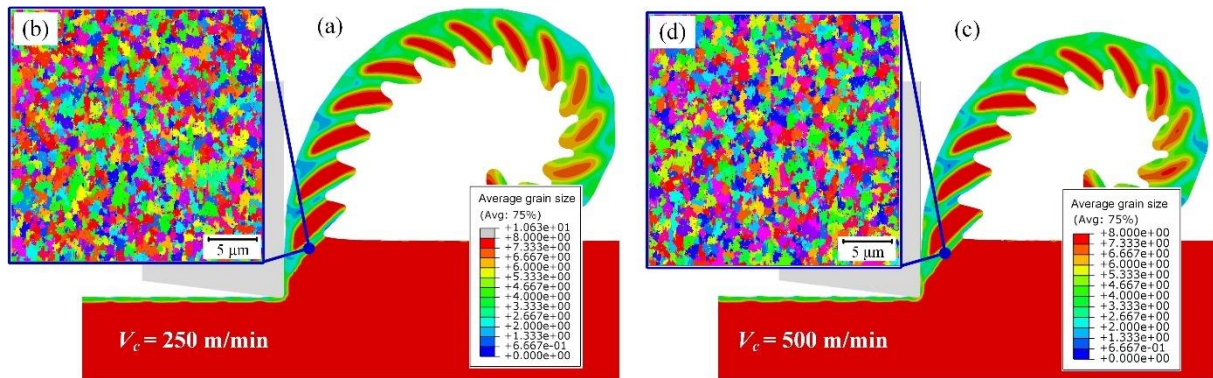 (b)
(a)
5 μm
Average grain size
(Avg: 75%)
+1.063e+01
+8.000e+00
+7.333e+00
+6.667e+00
+6.000e+00
+5.333e+00
+4.667e+00
+4.000e+00
+3.333e+00
+2.667e+00
+2.000e+00
+1.333e+00
+6.667e-01
+0.000e+00
Vc = 250 m/min
(d)
(c)
5 μm
Average grain size
(Avg: 75%)
+8.000e+00
+7.333e+00
+6.667e+00
+6.000e+00
+5.333e+00
+4.667e+00
+4.000e+00
+3.333e+00
+2.667e+00
+2.000e+00
+1.333e+00
+6.667e-01
+0.000e+00
Vc = 500 m/min